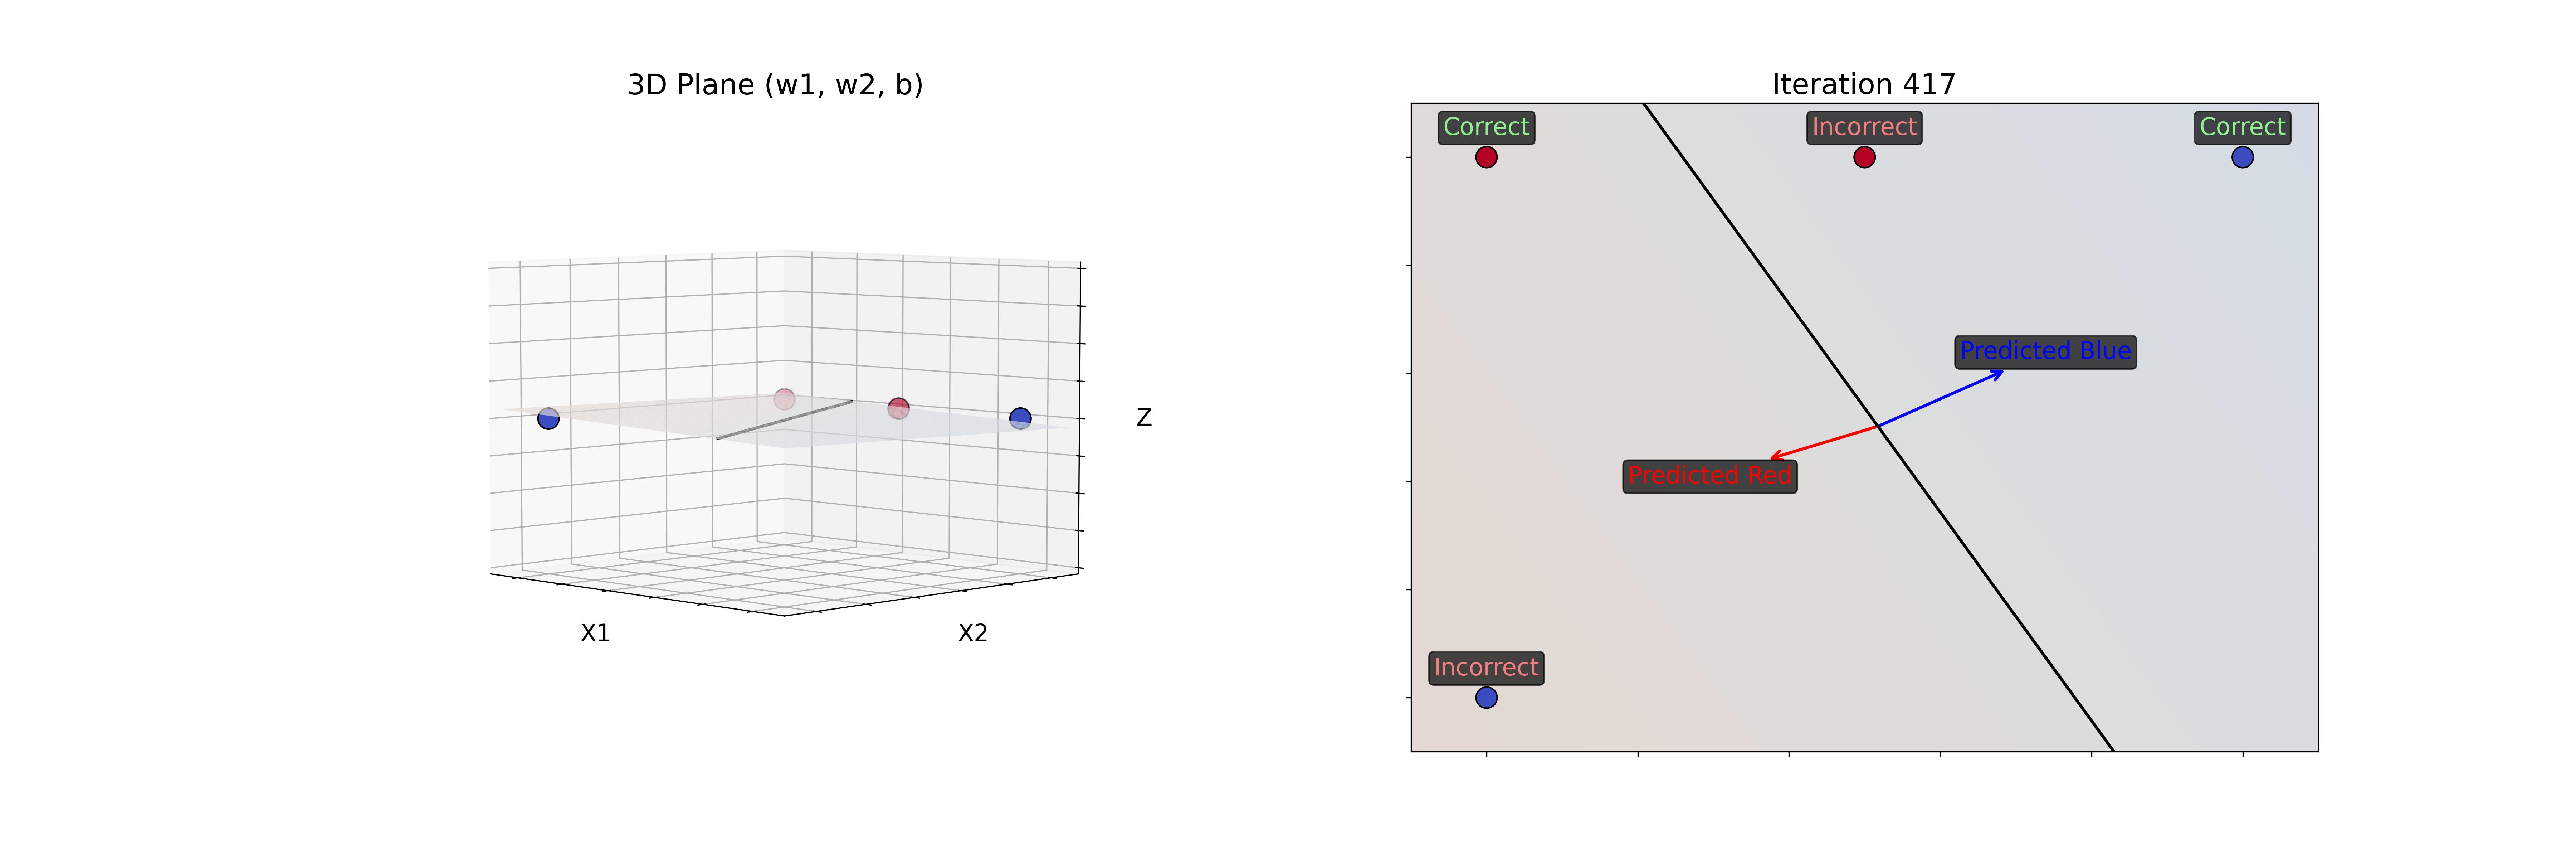 3D Plane (w1, w2, b)
Z
X1
X2
Iteration 417
Correct
Incorrect
Correct
Predicted Blue
Predicted Red
Incorrect